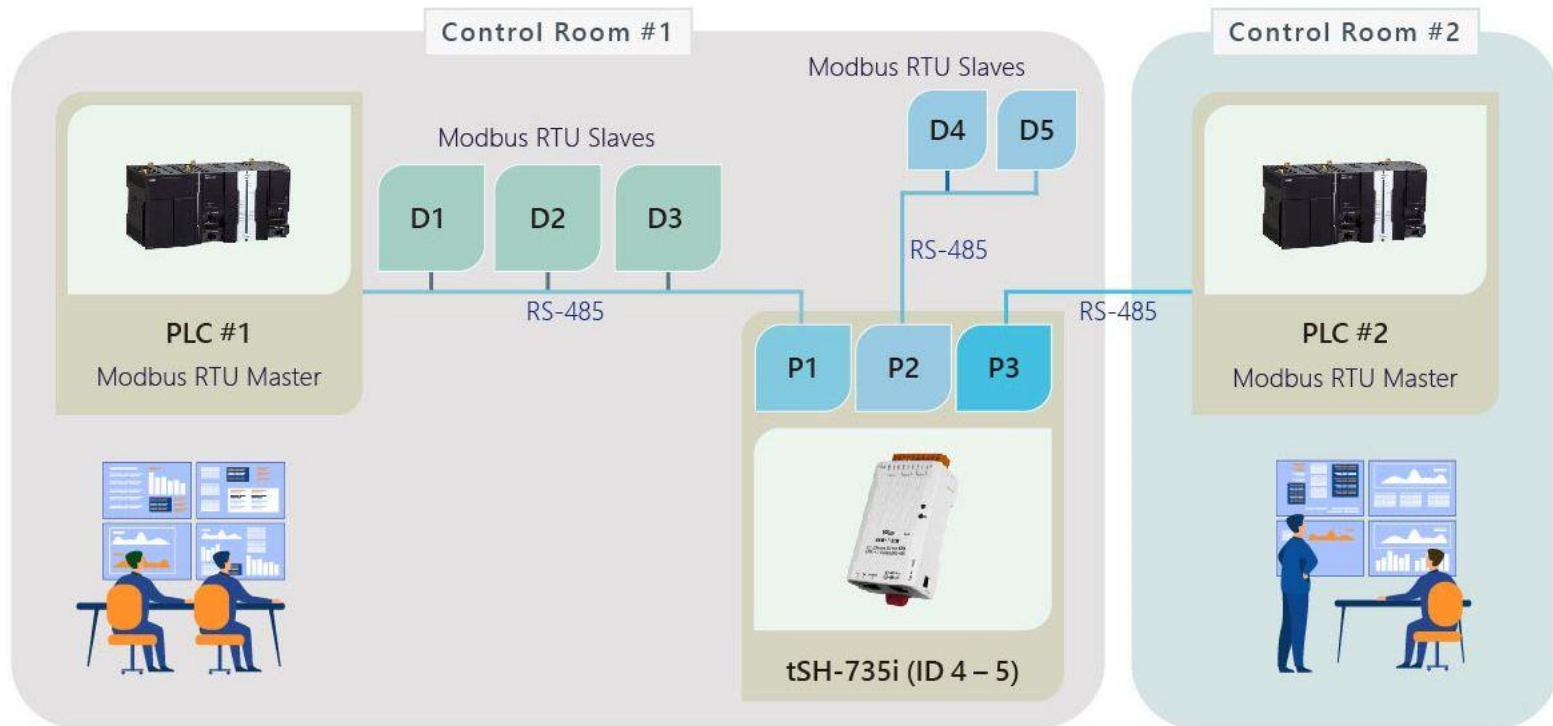 Control Room #1
Control Room #2
Modbus RTU Slaves
D4
D5
Modbus RTU Slaves
D1
D2
D3
RS-485
RS-485
RS-485
PLC #1
Modbus RTU Master
P1
P2
P3
PLC #2
Modbus RTU Master
tSH-735i (ID 4 – 5)